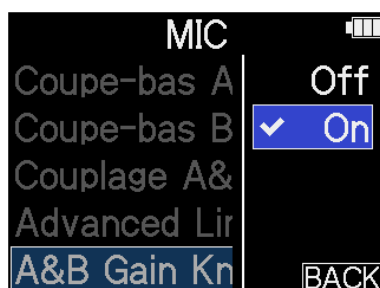 MIC
Coupe-bas A
Coupe-bas B
Couplage A&
Advanced Lir
A&B Gain Kn
Off
On
BACK